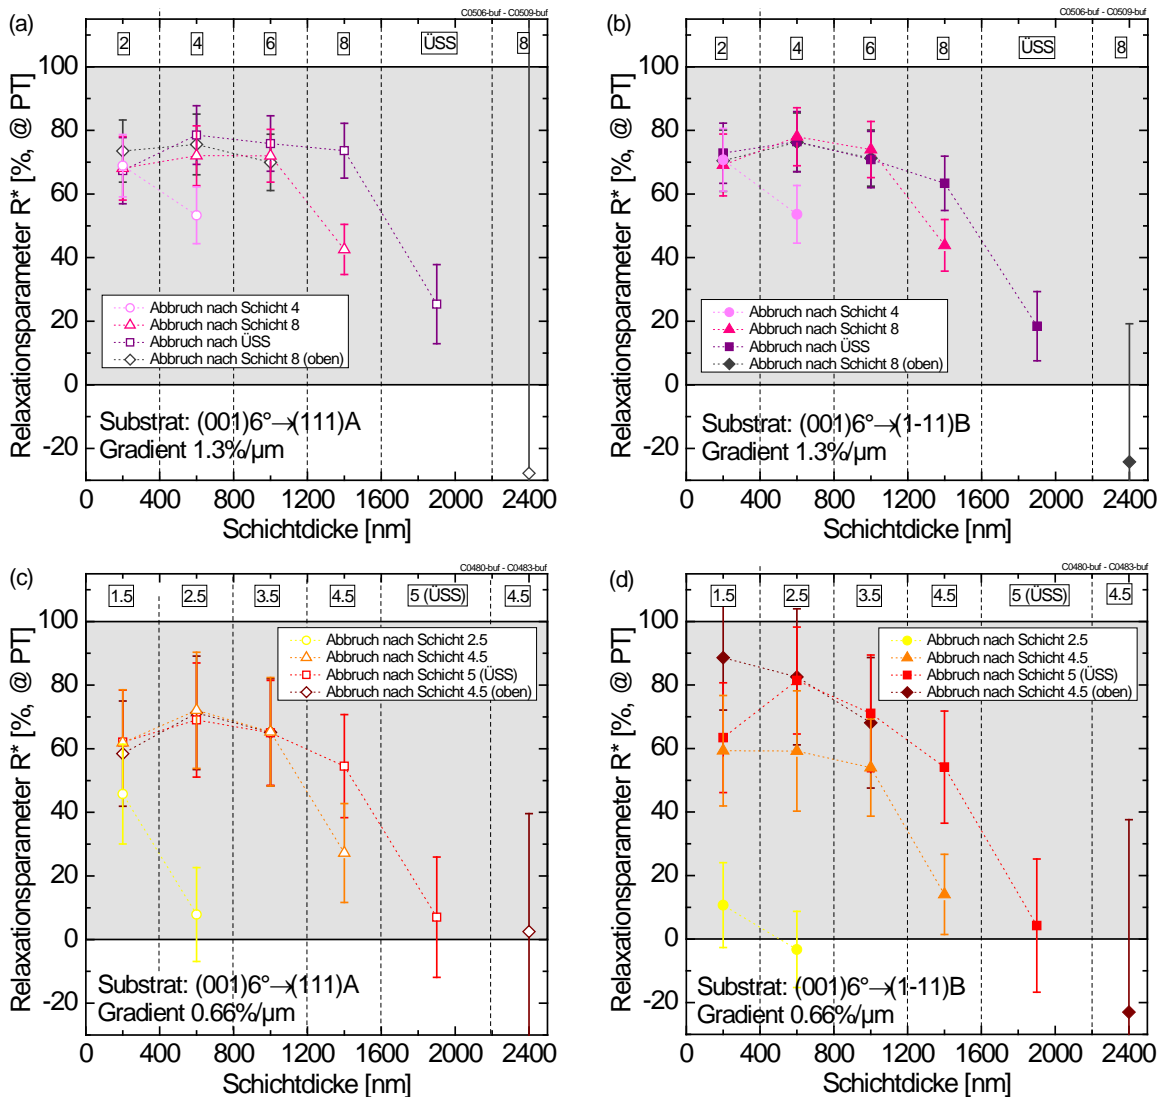 (a)
C0506-buf - C0509-buf
2 4 6 8 ÜSS 8
Relaxationsparameter R* [%, @ PT]
100
80
60
40
20
0
-20
Abbruch nach Schicht 4
Abbruch nach Schicht 8
Abbruch nach ÜSS
Abbruch nach Schicht 8 (oben)
Substrat: (001)6°→(111)A
Gradient 1.3%/µm
0 400 800 1200 1600 2000 2400
Schichtdicke [nm]
(b)
C0506-buf - C0509-buf
2 4 6 8 ÜSS 8
Relaxationsparameter R* [%, @ PT]
100
80
60
40
20
0
-20
Abbruch nach Schicht 4
Abbruch nach Schicht 8
Abbruch nach ÜSS
Abbruch nach Schicht 8 (oben)
Substrat: (001)6°→(1-11)B
Gradient 1.3%/µm
0 400 800 1200 1600 2000 2400
Schichtdicke [nm]
(c)
C0480-buf - C0483-buf
1.5 2.5 3.5 4.5 5 (ÜSS) 4.5
Relaxationsparameter R* [%, @ PT]
100
80
60
40
20
0
-20
Abbruch nach Schicht 2.5
Abbruch nach Schicht 4.5
Abbruch nach Schicht 5 (ÜSS)
Abbruch nach Schicht 4.5 (oben)
Substrat: (001)6°→(111)A
Gradient 0.66%/µm
0 400 800 1200 1600 2000 2400
Schichtdicke [nm]
(d)
C0480-buf - C0483-buf
1.5 2.5 3.5 4.5 5 (ÜSS) 4.5
Relaxationsparameter R* [%, @ PT]
100
80
60
40
20
0
-20
Abbruch nach Schicht 2.5
Abbruch nach Schicht 4.5
Abbruch nach Schicht 5 (ÜSS)
Abbruch nach Schicht 4.5 (oben)
Substrat: (001)6°→(1-11)B
Gradient 0.66%/µm
0 400 800 1200 1600 2000 2400
Schichtdicke [nm]